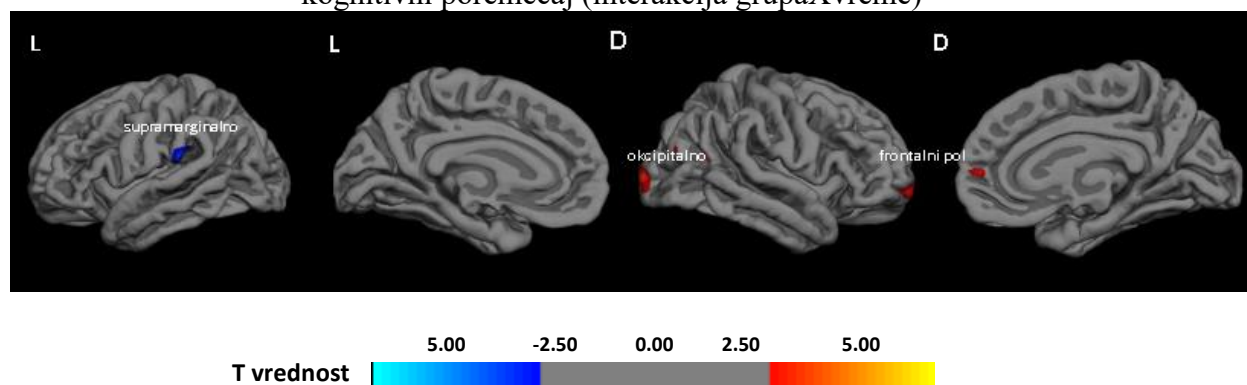 kognitivni poremećaj (interakcija grupaXvreme)
L
L
D
D
supramarginalno
okcipitalno
frontalni pol
5.00 -2.50 0.00 2.50 5.00
T vrednost